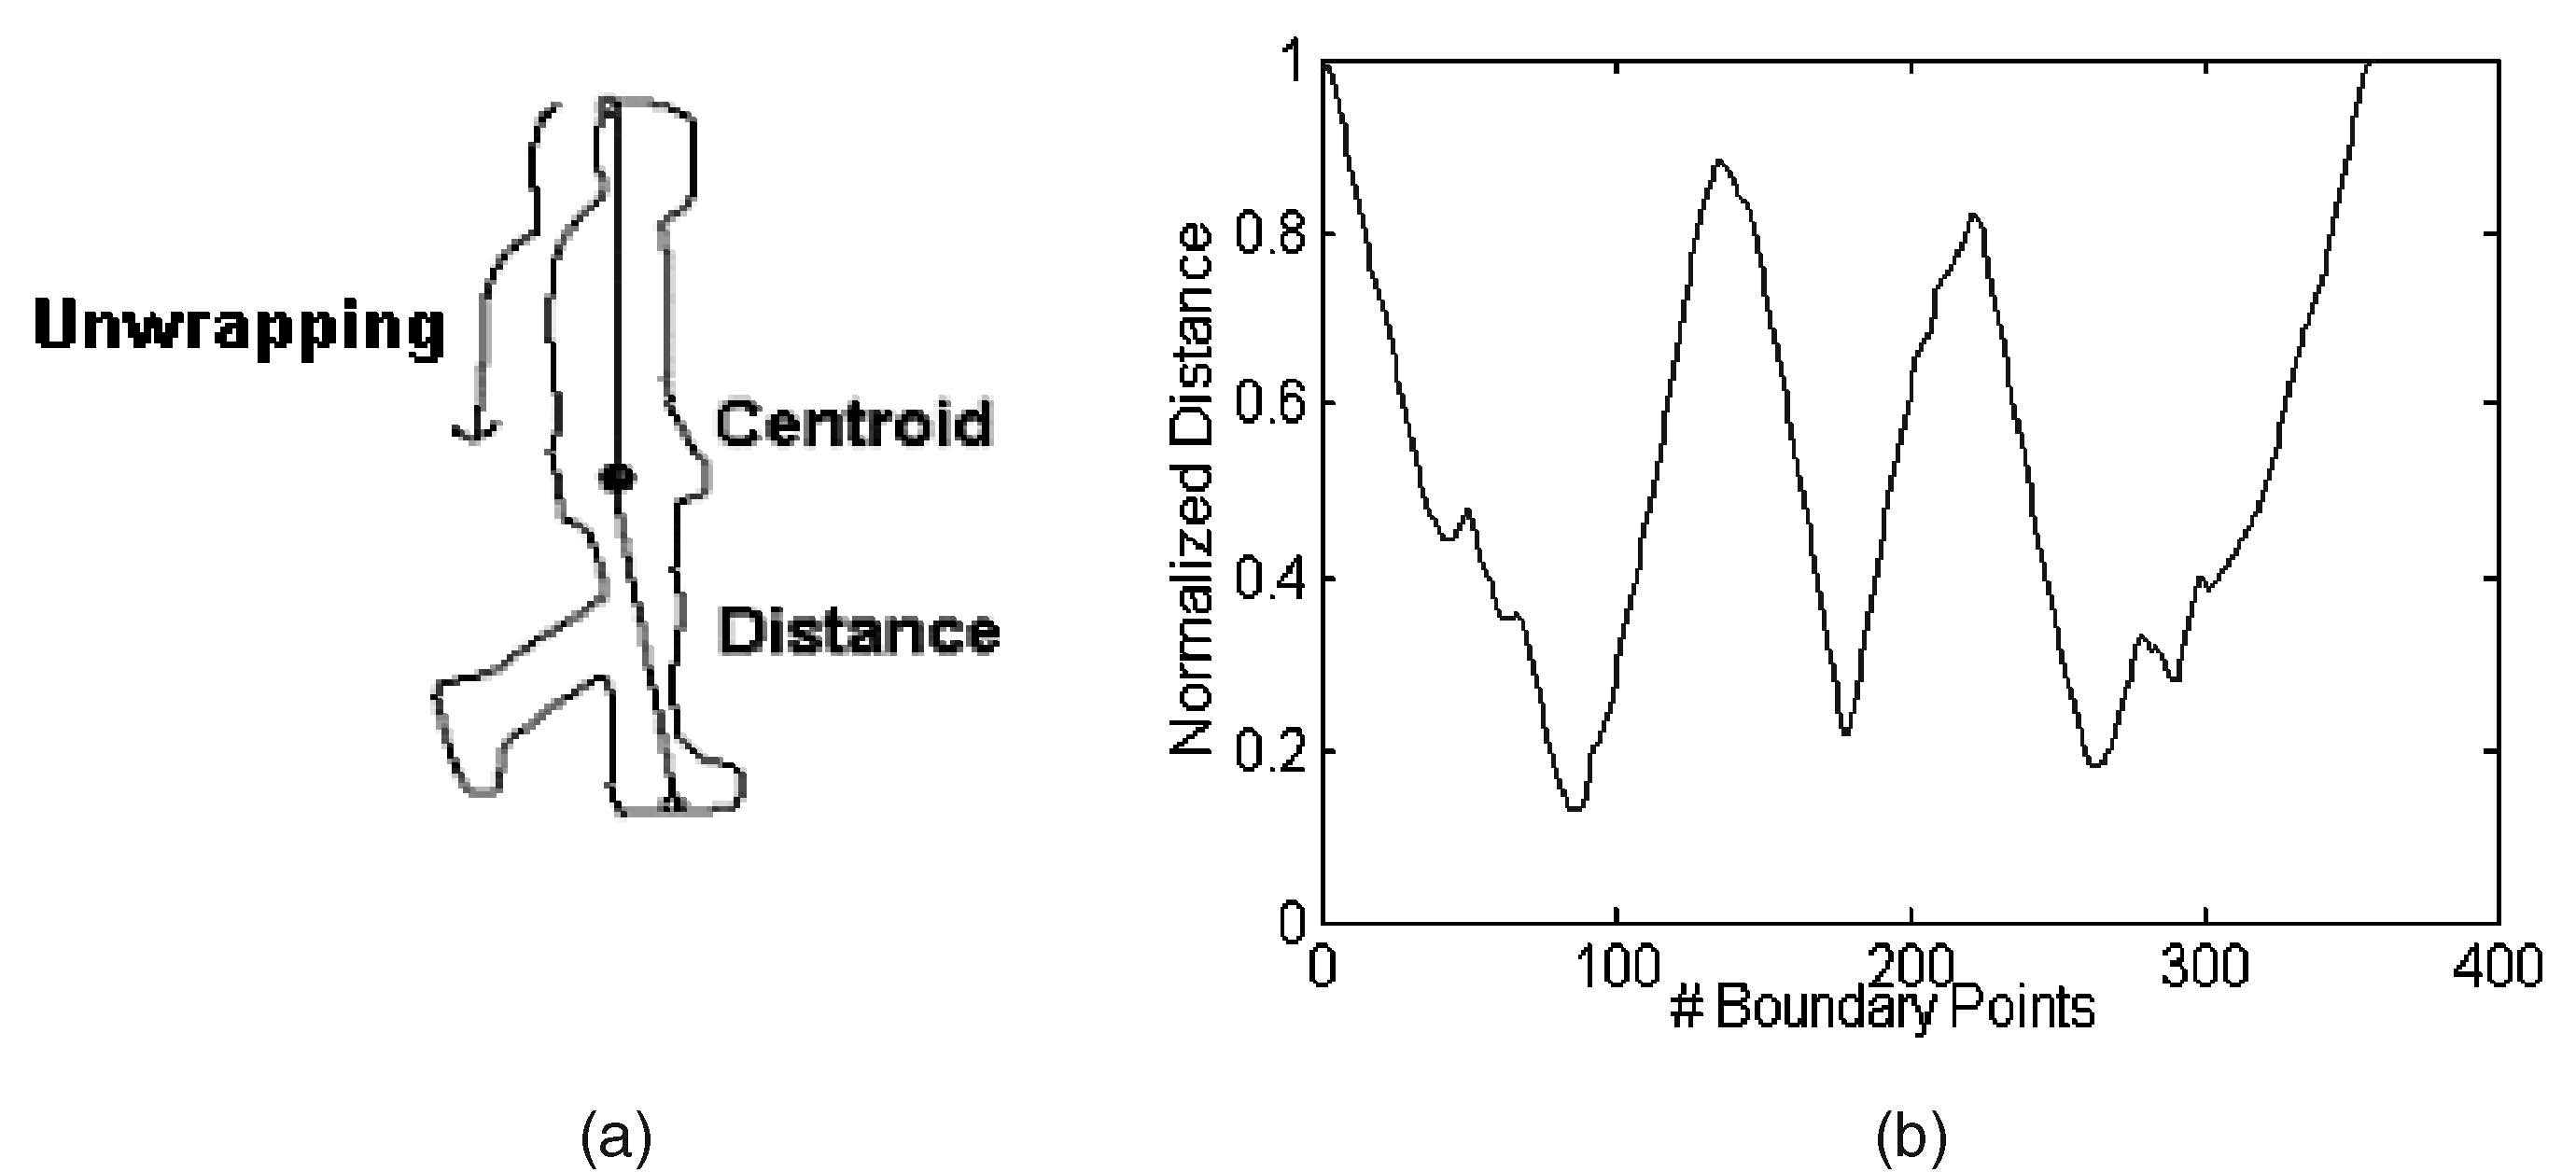 Unwrapping
Centroid
Distance
(a)
Normalized Distance
1
0.8
0.6
0.4
0.2
0
0 100 200 300 400
# Boundary Points
(b)